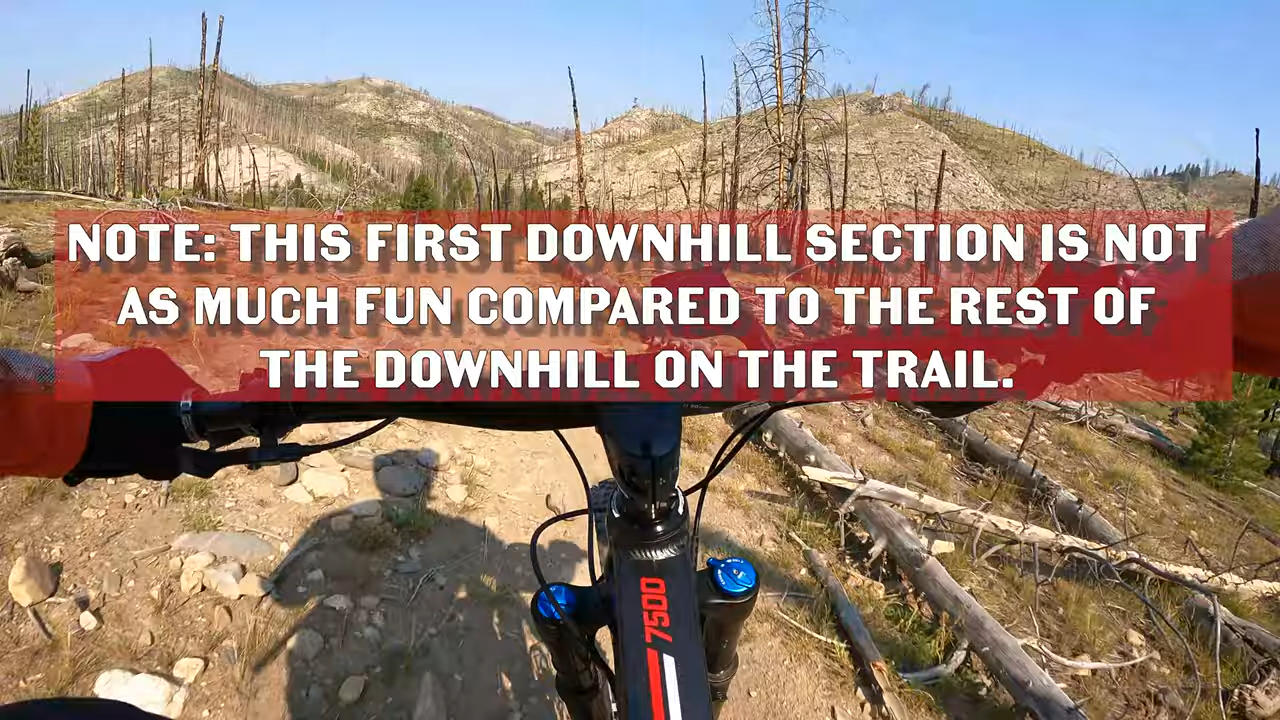 NOTE: THIS FIRST DOWNHILL SECTION IS NOT
AS MUCH FUN COMPARED TO THE REST OF
THE DOWNHILL ON THE TRAIL.
7500